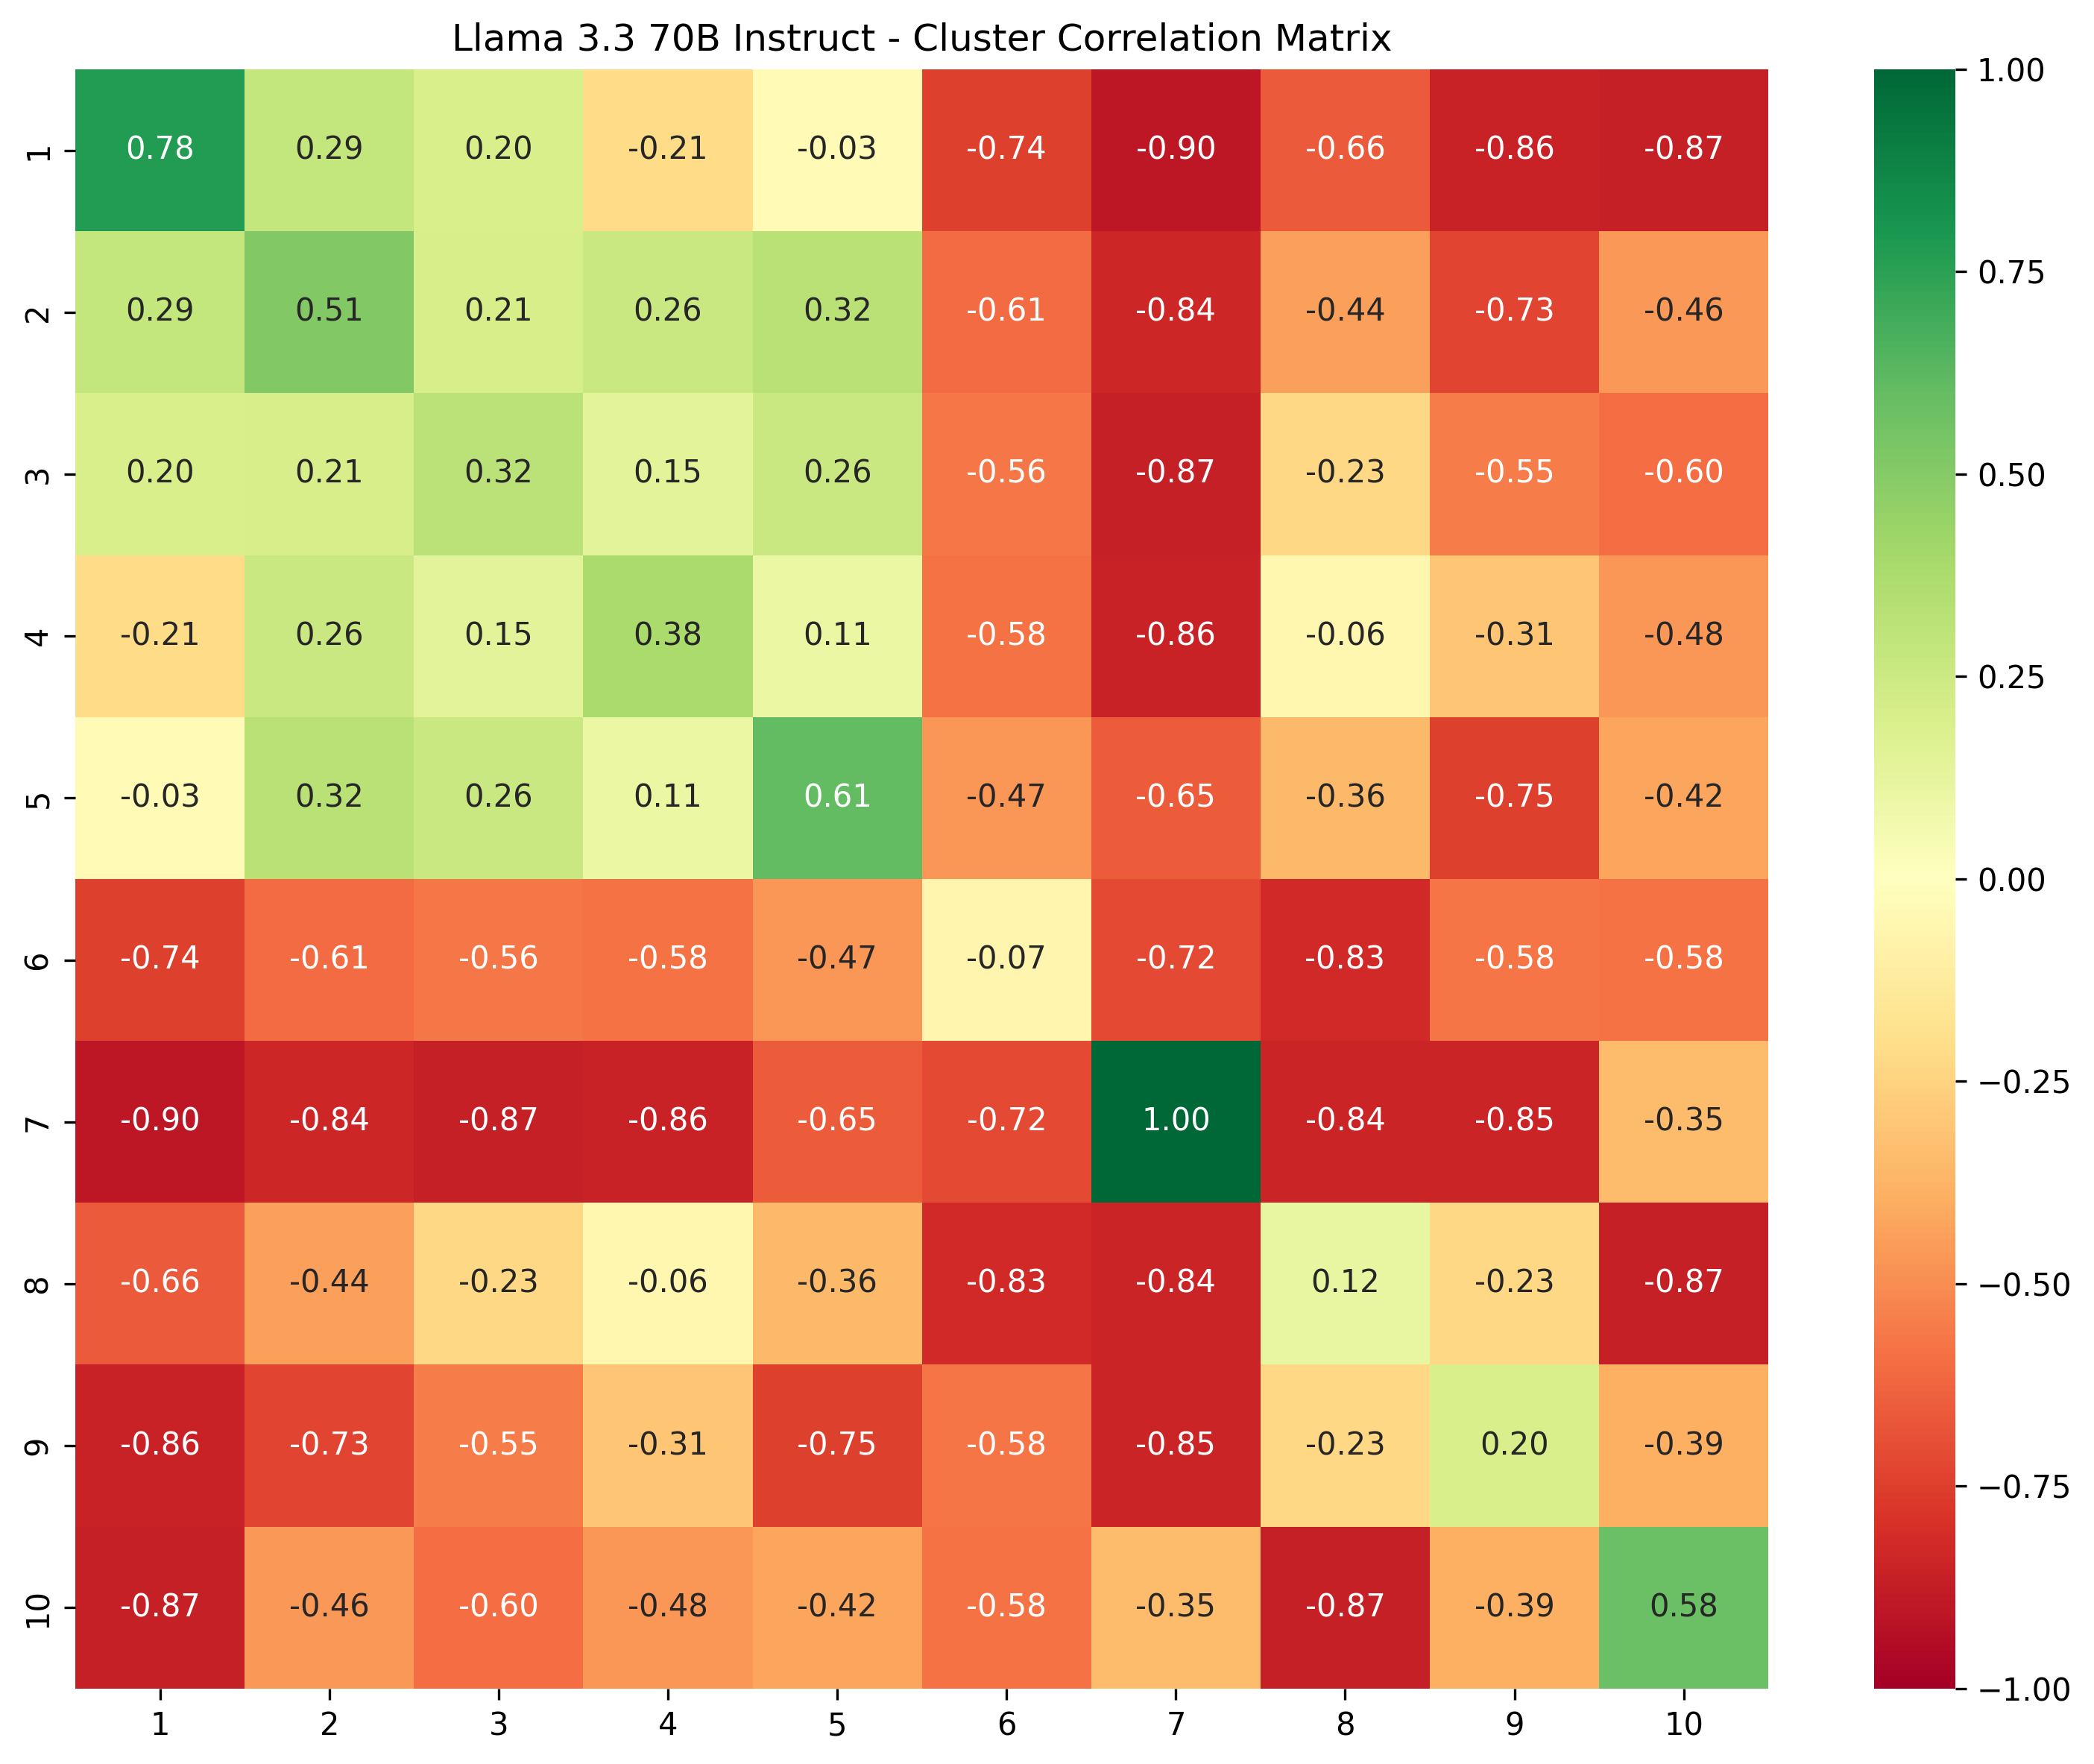 Llama 3.3 70B Instruct - Cluster Correlation Matrix
1 0.78 0.29 0.20 -0.21 -0.03 -0.74 -0.90 -0.66 -0.86 -0.87
2 0.29 0.51 0.21 0.26 0.32 -0.61 -0.84 -0.44 -0.73 -0.46
3 0.20 0.21 0.32 0.15 0.26 -0.56 -0.87 -0.23 -0.55 -0.60
4 -0.21 0.26 0.15 0.38 0.11 -0.58 -0.86 -0.06 -0.31 -0.48
5 -0.03 0.32 0.26 0.11 0.61 -0.47 -0.65 -0.36 -0.75 -0.42
6 -0.74 -0.61 -0.56 -0.58 -0.47 -0.07 -0.72 -0.83 -0.58 -0.58
7 -0.90 -0.84 -0.87 -0.86 -0.65 -0.72 1.00 -0.84 -0.85 -0.35
8 -0.66 -0.44 -0.23 -0.06 -0.36 -0.83 -0.84 0.12 -0.23 -0.87
9 -0.86 -0.73 -0.55 -0.31 -0.75 -0.58 -0.85 -0.23 0.20 -0.39
10 -0.87 -0.46 -0.60 -0.48 -0.42 -0.58 -0.35 -0.87 -0.39 0.58
1 2 3 4 5 6 7 8 9 10
1.00
0.75
0.50
0.25
0.00
−0.25
−0.50
−0.75
−1.00